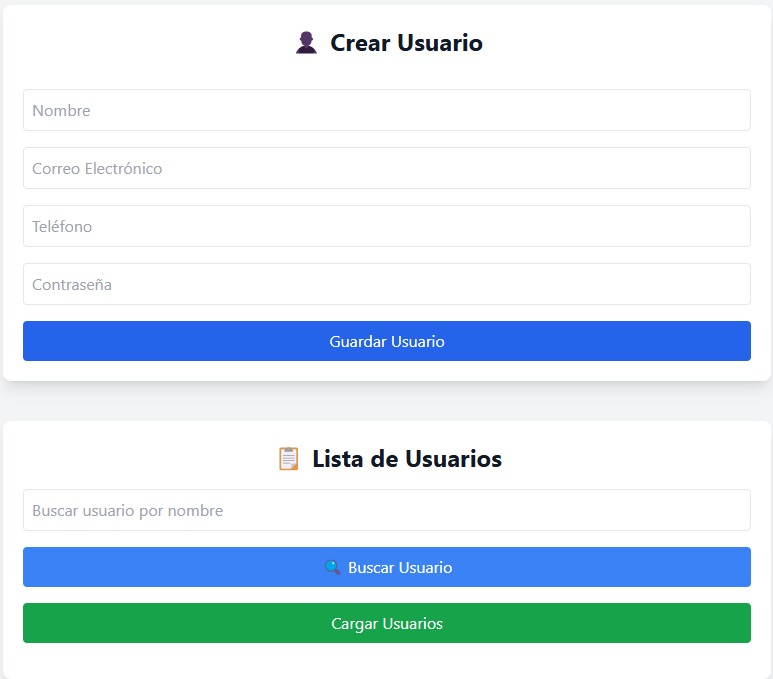 Crear Usuario
Nombre
Correo Electrónico
Teléfono
Contraseña
Guardar Usuario
Lista de Usuarios
Buscar usuario por nombre
Buscar Usuario
Cargar Usuarios